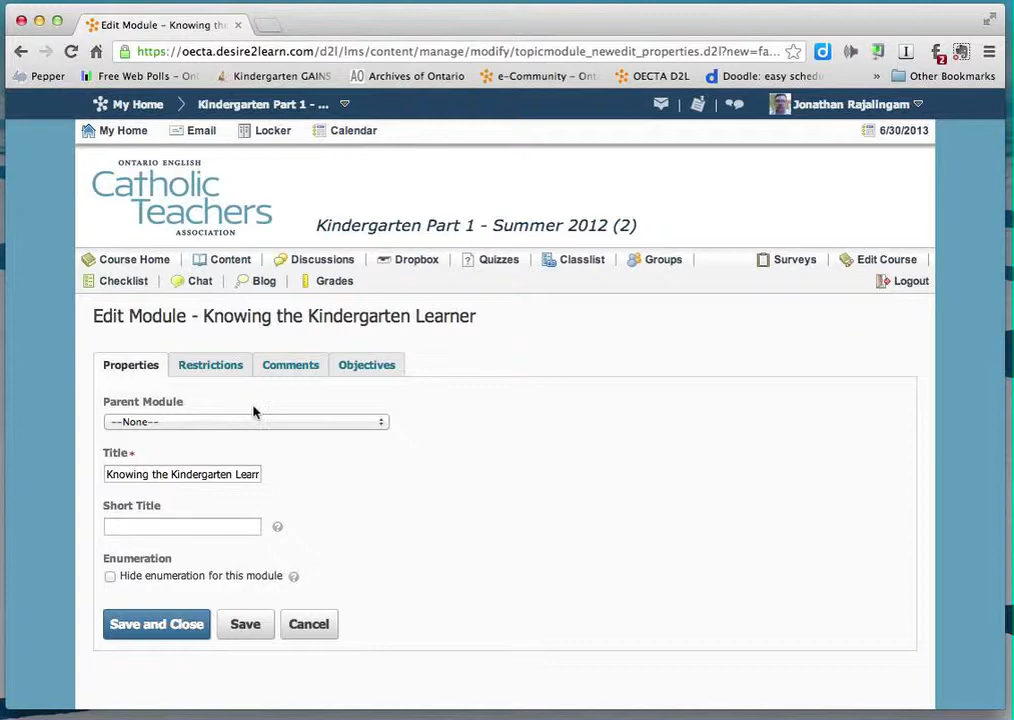 Edit Module - Knowing the
https://oecta.desire2learn.com/d2l/lms/content/manage/modify/topicmodule_newedit_properties.d2l?new=fa...
Pepper Free Web Polls - Onl Kindergarten GAINS AO Archives of Ontario e-Community - Ont OECTA D2L Doodle: easy schedu » Other Bookmarks
My Home Kindergarten Part 1 - ... Jonathan Rajalingam
My Home Email Locker Calendar 6/30/2013
ONTARIO ENGLISH
Catholic
Teachers
ASSOCIATION
Kindergarten Part 1 - Summer 2012 (2)
Course Home Content Discussions Dropbox Quizzes Classlist Groups Surveys Edit Course
Checklist Chat Blog Grades Logout
Edit Module - Knowing the Kindergarten Learner
Properties Restrictions Comments Objectives
Parent Module
--None--
Title*
Knowing the Kindergarten Learr
Short Title
Enumeration
Hide enumeration for this module
Save and Close Save Cancel